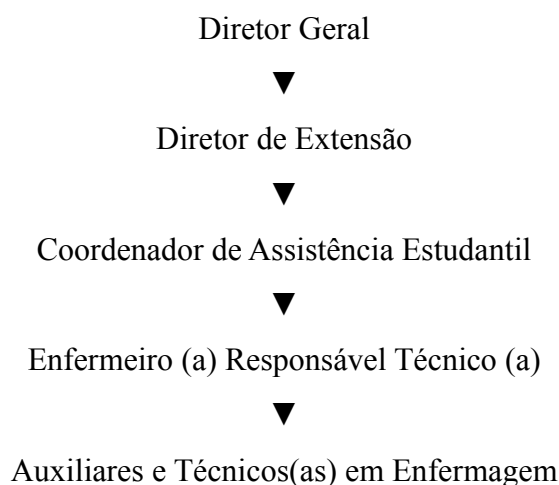 Diretor Geral
▼
Diretor de Extensão
▼
Coordenador de Assistência Estudantil
▼
Enfermeiro (a) Responsável Técnico (a)
▼
Auxiliares e Técnicos(as) em Enfermagem